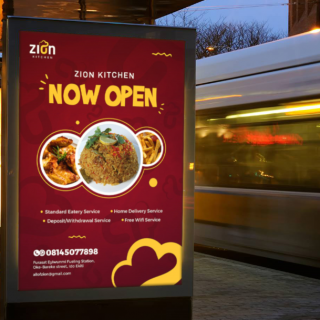 ZION
KITCHEN
ZION KITCHEN
NOW OPEN
Standard Eatery Service
Home Delivery Service
Deposit/Withdrawal Service
Free Wifi Service
08145077898